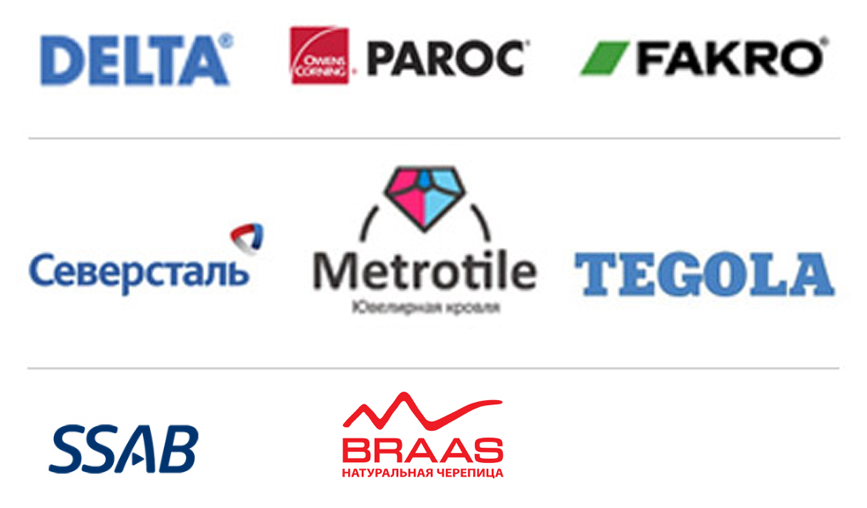 DELTA®
OWENS
CORNING
PAROC®
FAKRO®
Северсталь
Metrotile
Ювелирная кровля
TEGOLA
SSAB
BRAAS
НАТУРАЛЬНАЯ ЧЕРЕПИЦА